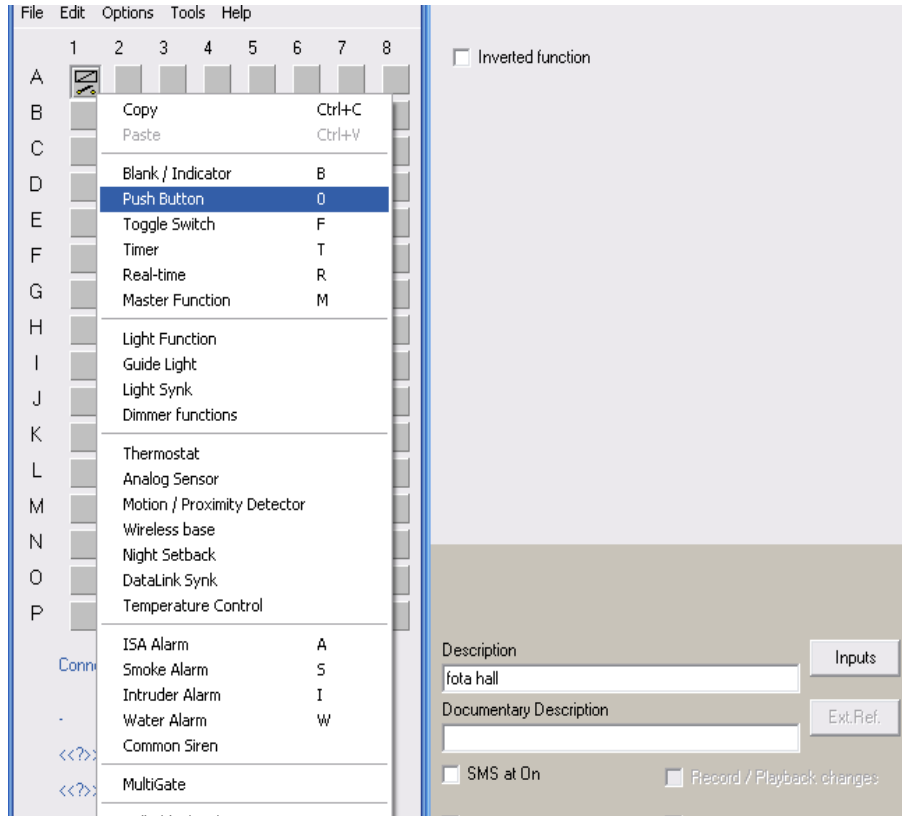 File Edit Options Tools Help
1 2 3 4 5 6 7 8
Inverted function
A
B
C
D
E
F
G
H
I
J
K
L
M
N
O
P
Copy Ctrl+C
Paste Ctrl+V
Blank / Indicator B
Push Button O
Toggle Switch F
Timer T
Real-time R
Master Function M
Light Function
Guide Light
Light Synk
Dimmer functions
Thermostat
Analog Sensor
Motion / Proximity Detector
Wireless base
Night Setback
DataLink Synk
Temperature Control
ISA Alarm A
Smoke Alarm S
Intruder Alarm I
Water Alarm W
Common Siren
MultiGate
Conn
-
<<?>>
<<?>>
Description
Inputs
fota hall
Documentary Description
Ext.Ref.
SMS at On
Record / Playback changes